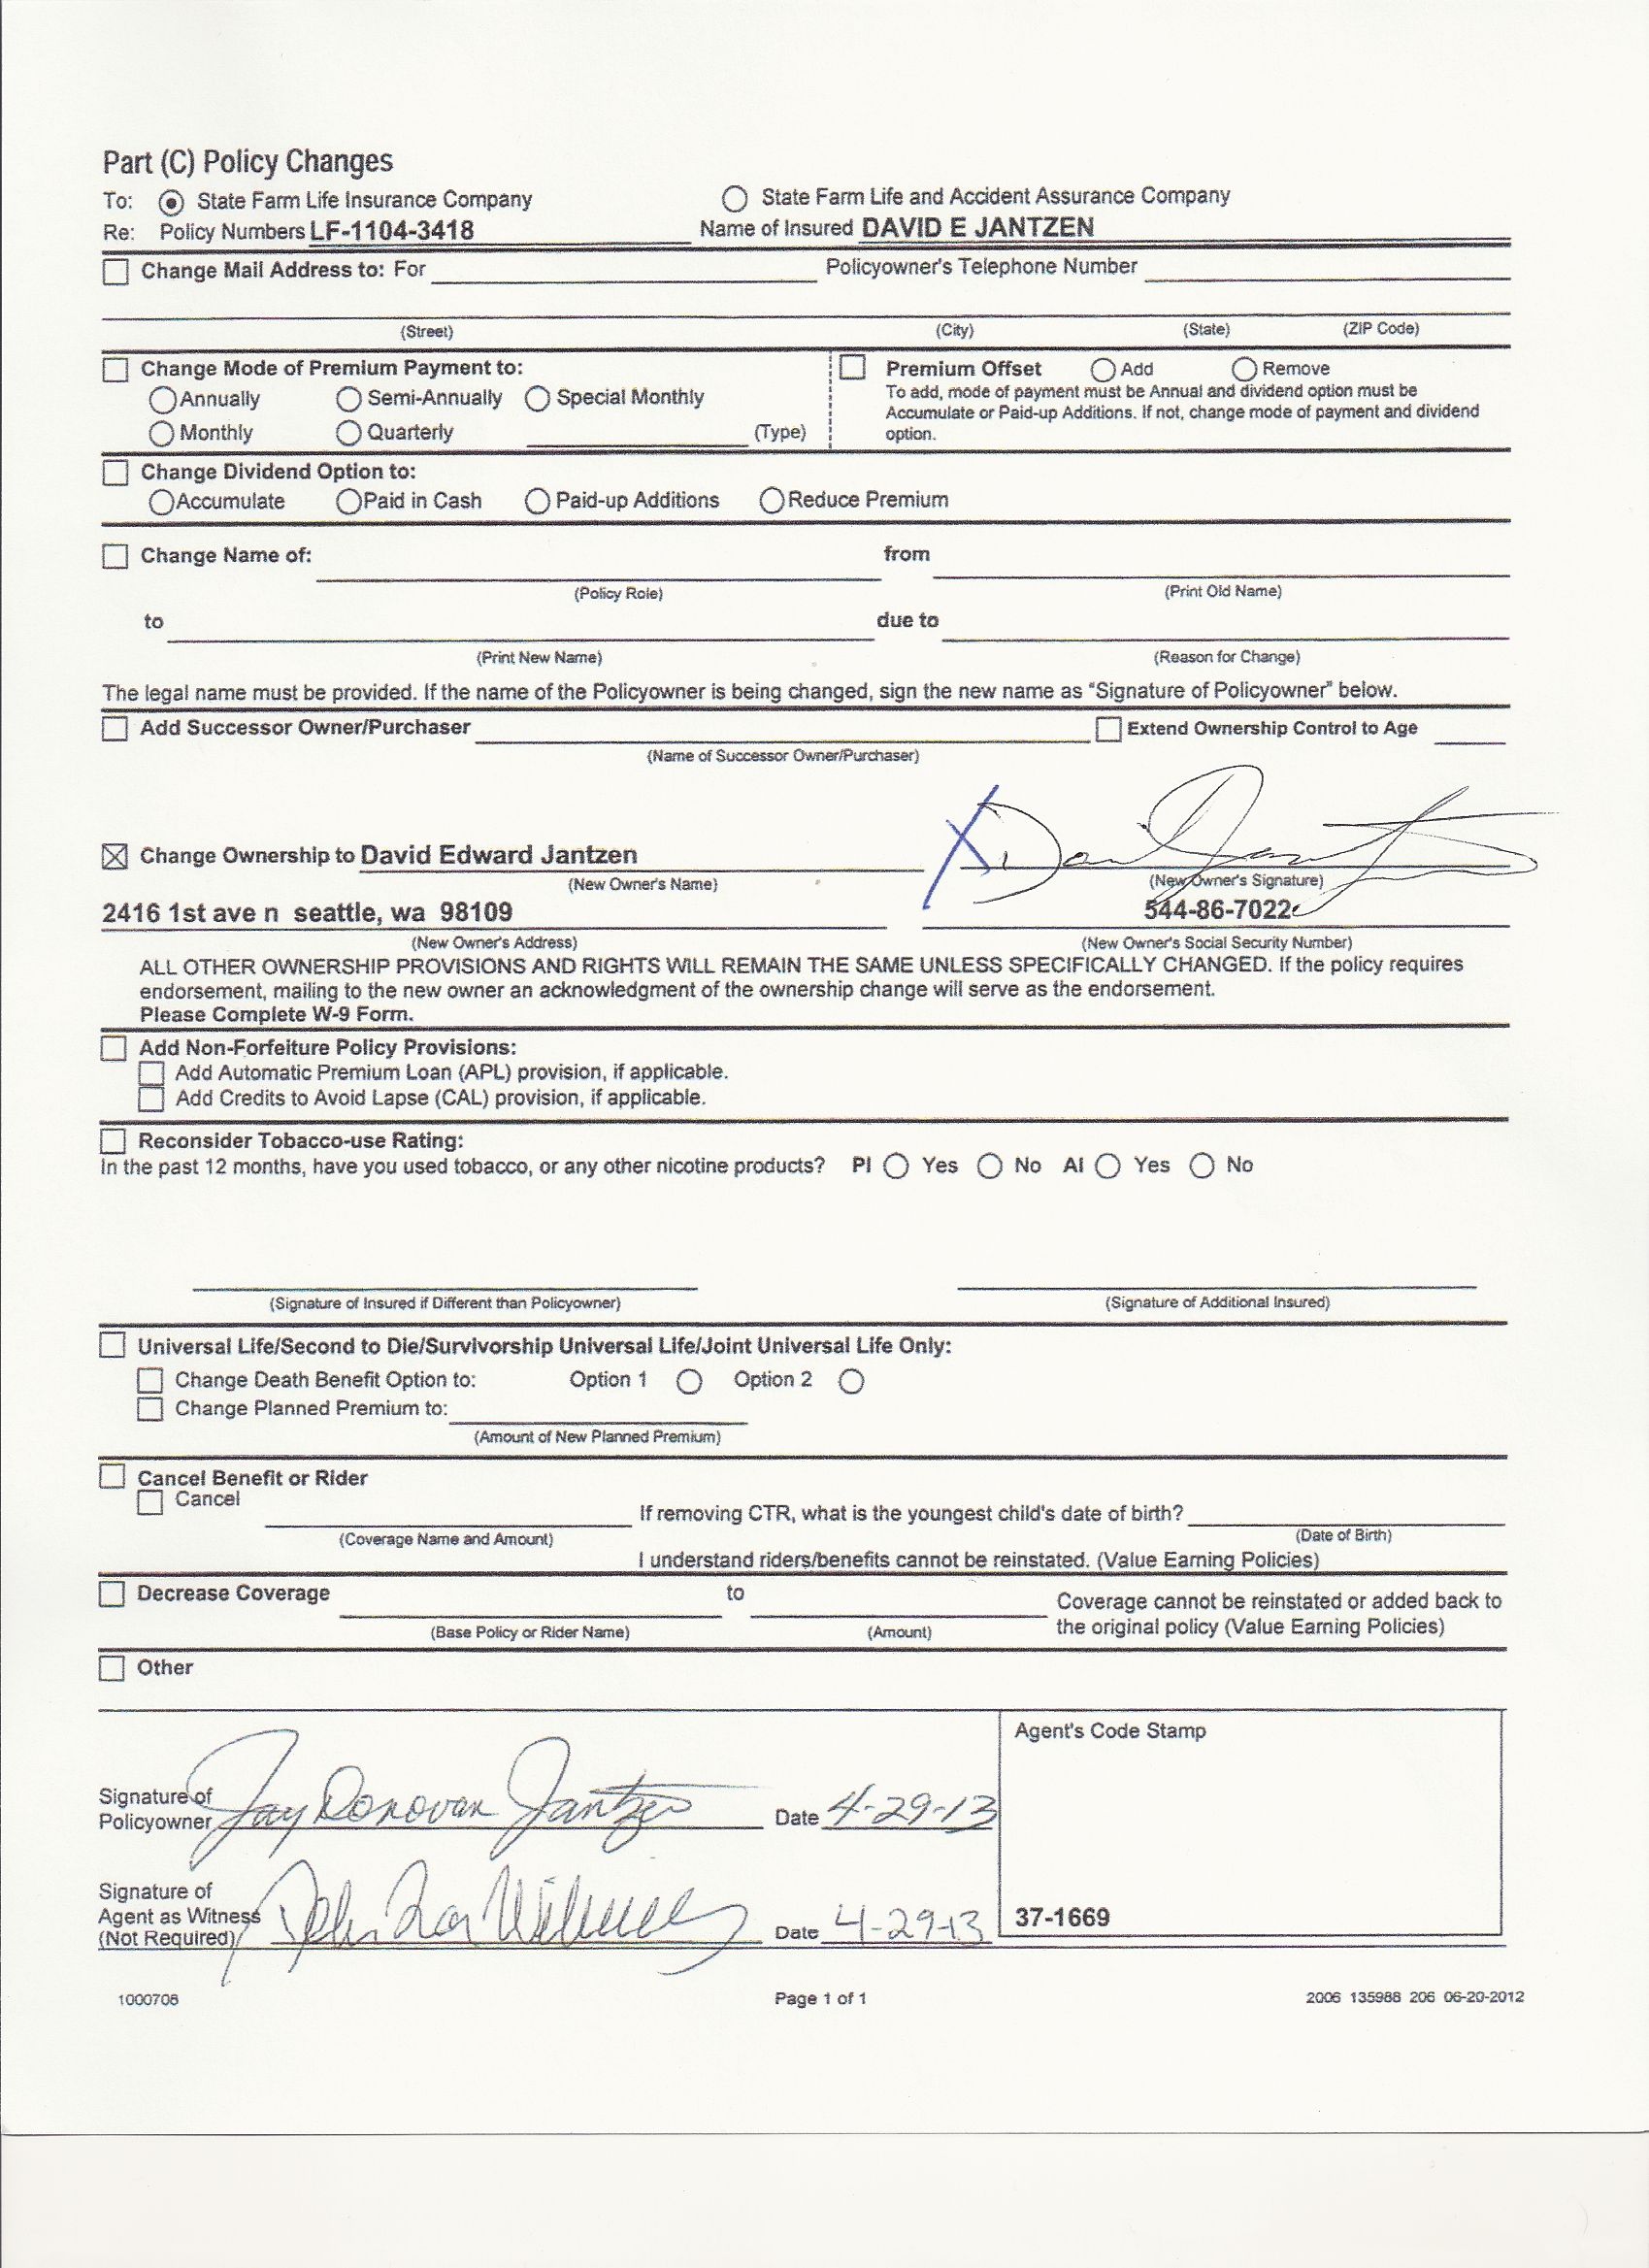 Part (C) Policy Changes
To: State Farm Life Insurance Company State Farm Life and Accident Assurance Company
Re: Policy Numbers LF-1104-3418 Name of Insured DAVID E JANTZEN
Change Mail Address to: For Policyowner's Telephone Number
(Street) (City) (State) (ZIP Code)
Change Mode of Premium Payment to: Premium Offset Add Remove
Annually Semi-Annually Special Monthly To add, mode of payment must be Annual and dividend option must be
Accumulate or Paid-up Additions. If not, change mode of payment and dividend
Monthly Quarterly (Type) option.
Change Dividend Option to:
Accumulate Paid in Cash Paid-up Additions Reduce Premium
Change Name of: from
(Policy Role) (Print Old Name)
to due to
(Print New Name) (Reason for Change)
The legal name must be provided. If the name of the Policyowner is being changed, sign the new name as "Signature of Policyowner" below.
Add Successor Owner/Purchaser Extend Ownership Control to Age
(Name of Successor Owner/Purchaser)
Change Ownership to David Edward Jantzen X David Jantzen
(New Owner's Name) (New Owner's Signature)
2416 1st ave n seattle, wa 98109 544-86-7022
(New Owner's Address) (New Owner's Social Security Number)
ALL OTHER OWNERSHIP PROVISIONS AND RIGHTS WILL REMAIN THE SAME UNLESS SPECIFICALLY CHANGED. If the policy requires
endorsement, mailing to the new owner an acknowledgment of the ownership change will serve as the endorsement.
Please Complete W-9 Form.
Add Non-Forfeiture Policy Provisions:
Add Automatic Premium Loan (APL) provision, if applicable.
Add Credits to Avoid Lapse (CAL) provision, if applicable.
Reconsider Tobacco-use Rating:
In the past 12 months, have you used tobacco, or any other nicotine products? PI Yes No AI Yes No
(Signature of Insured if Different than Policyowner) (Signature of Additional Insured)
Universal Life/Second to Die/Survivorship Universal Life/Joint Universal Life Only:
Change Death Benefit Option to: Option 1 Option 2
Change Planned Premium to:
(Amount of New Planned Premium)
Cancel Benefit or Rider
Cancel If removing CTR, what is the youngest child's date of birth?
(Coverage Name and Amount) (Date of Birth)
I understand riders/benefits cannot be reinstated. (Value Earning Policies)
Decrease Coverage to Coverage cannot be reinstated or added back to
(Base Policy or Rider Name) (Amount) the original policy (Value Earning Policies)
Other
Agent's Code Stamp
Signature of
Policyowner Jay Donovan Jantzen Date 4-29-13
Signature of
Agent as Witness
(Not Required) Date 4-29-13 37-1669
1000708 Page 1 of 1 2006 135988 206 06-20-2012